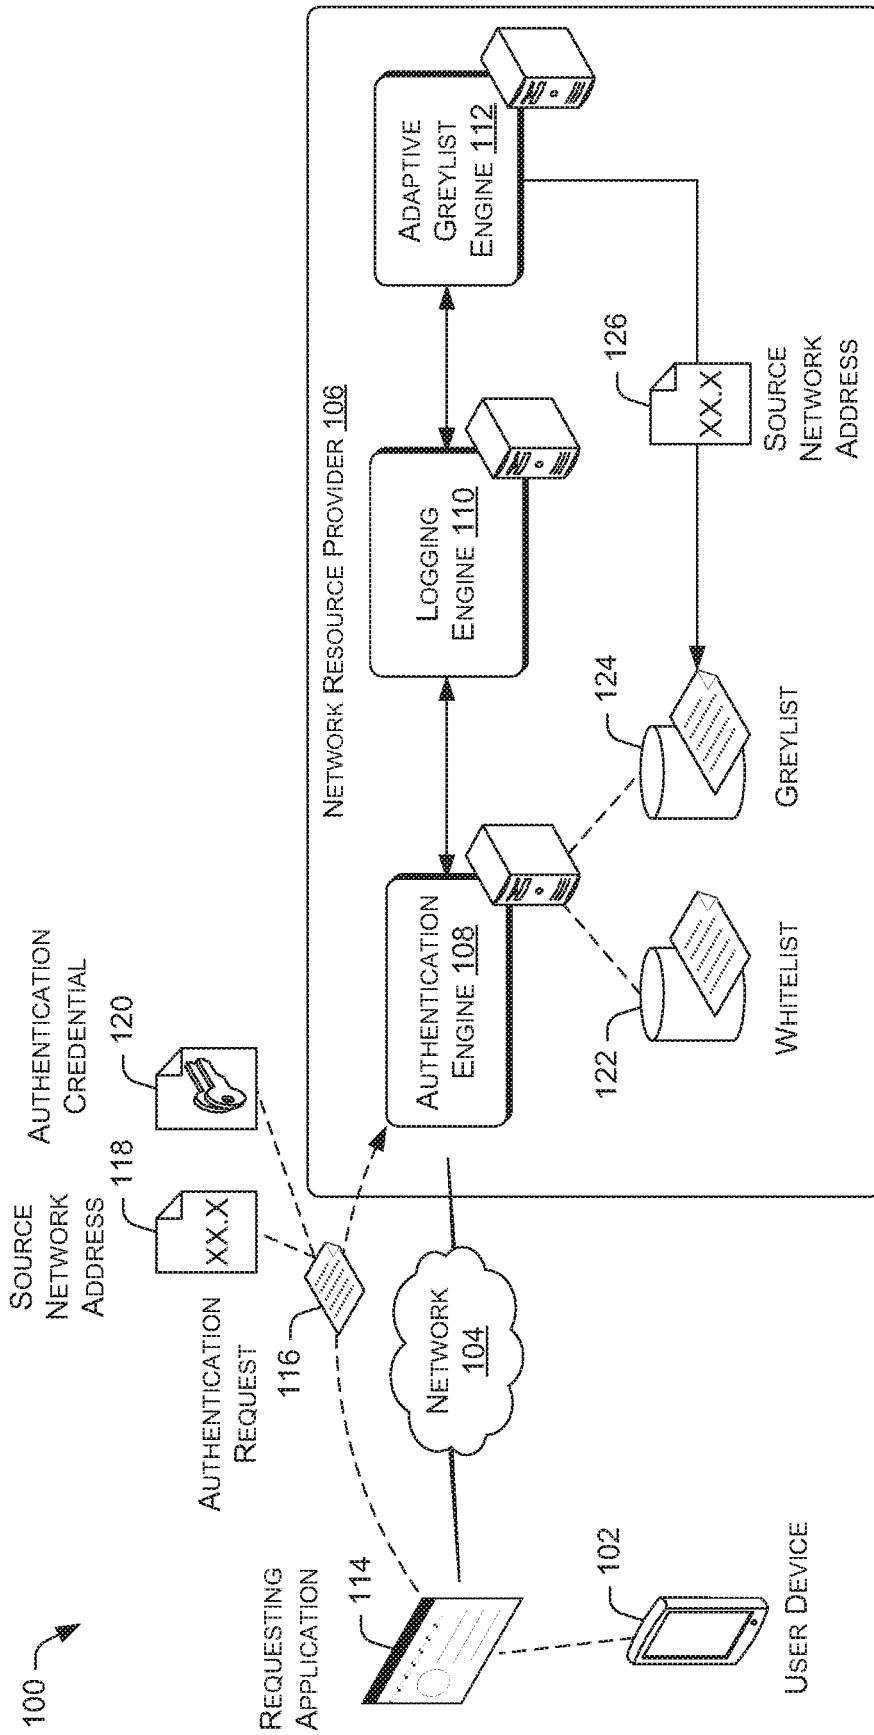 100
SOURCE
NETWORK
ADDRESS
118
XX.X
AUTHENTICATION
CREDENTIAL
120
AUTHENTICATION
REQUEST
116
REQUESTING
APPLICATION
114
NETWORK
104
102
USER DEVICE
NETWORK RESOURCE PROVIDER 106
AUTHENTICATION
ENGINE 108
LOGGING
ENGINE 110
ADAPTIVE
GREYLIST
ENGINE 112
122
WHITELIST
124
GREYLIST
126
XX.X
SOURCE
NETWORK
ADDRESS